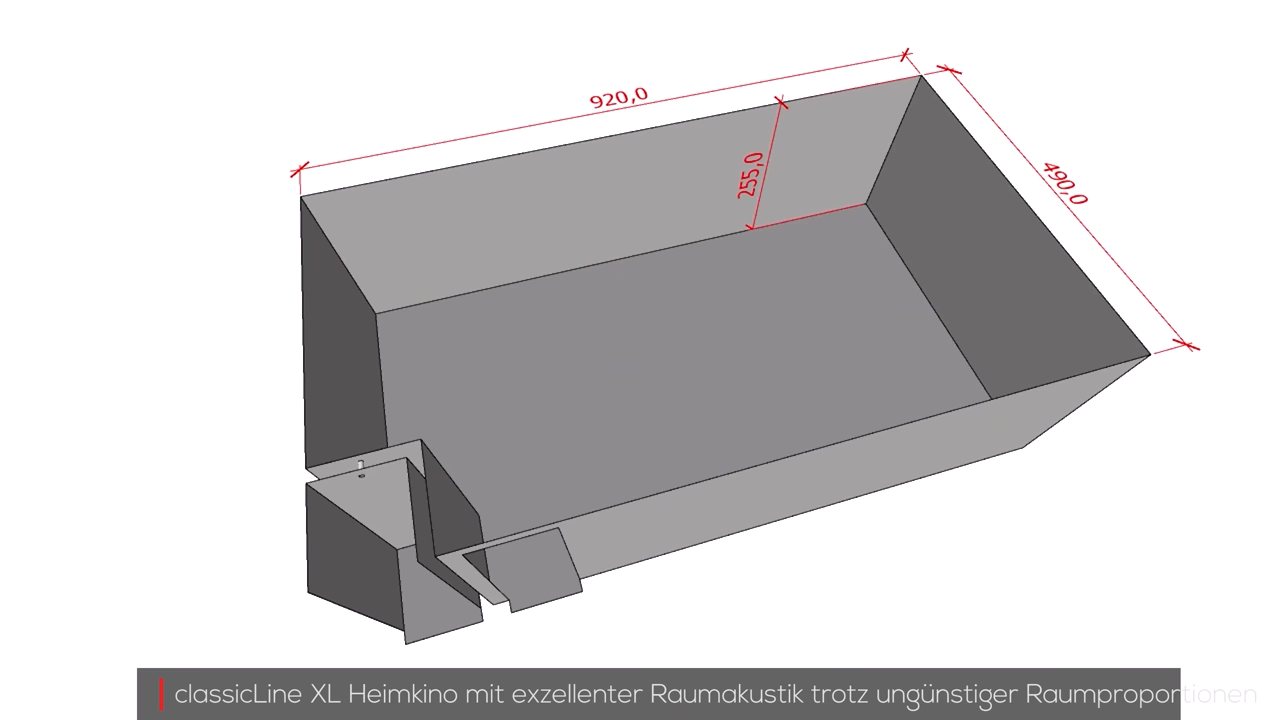 920,0
255,0
490,0
classicLine XL Heimkino mit exzellenter Raumakustik trotz ungünstiger Raumproportionen